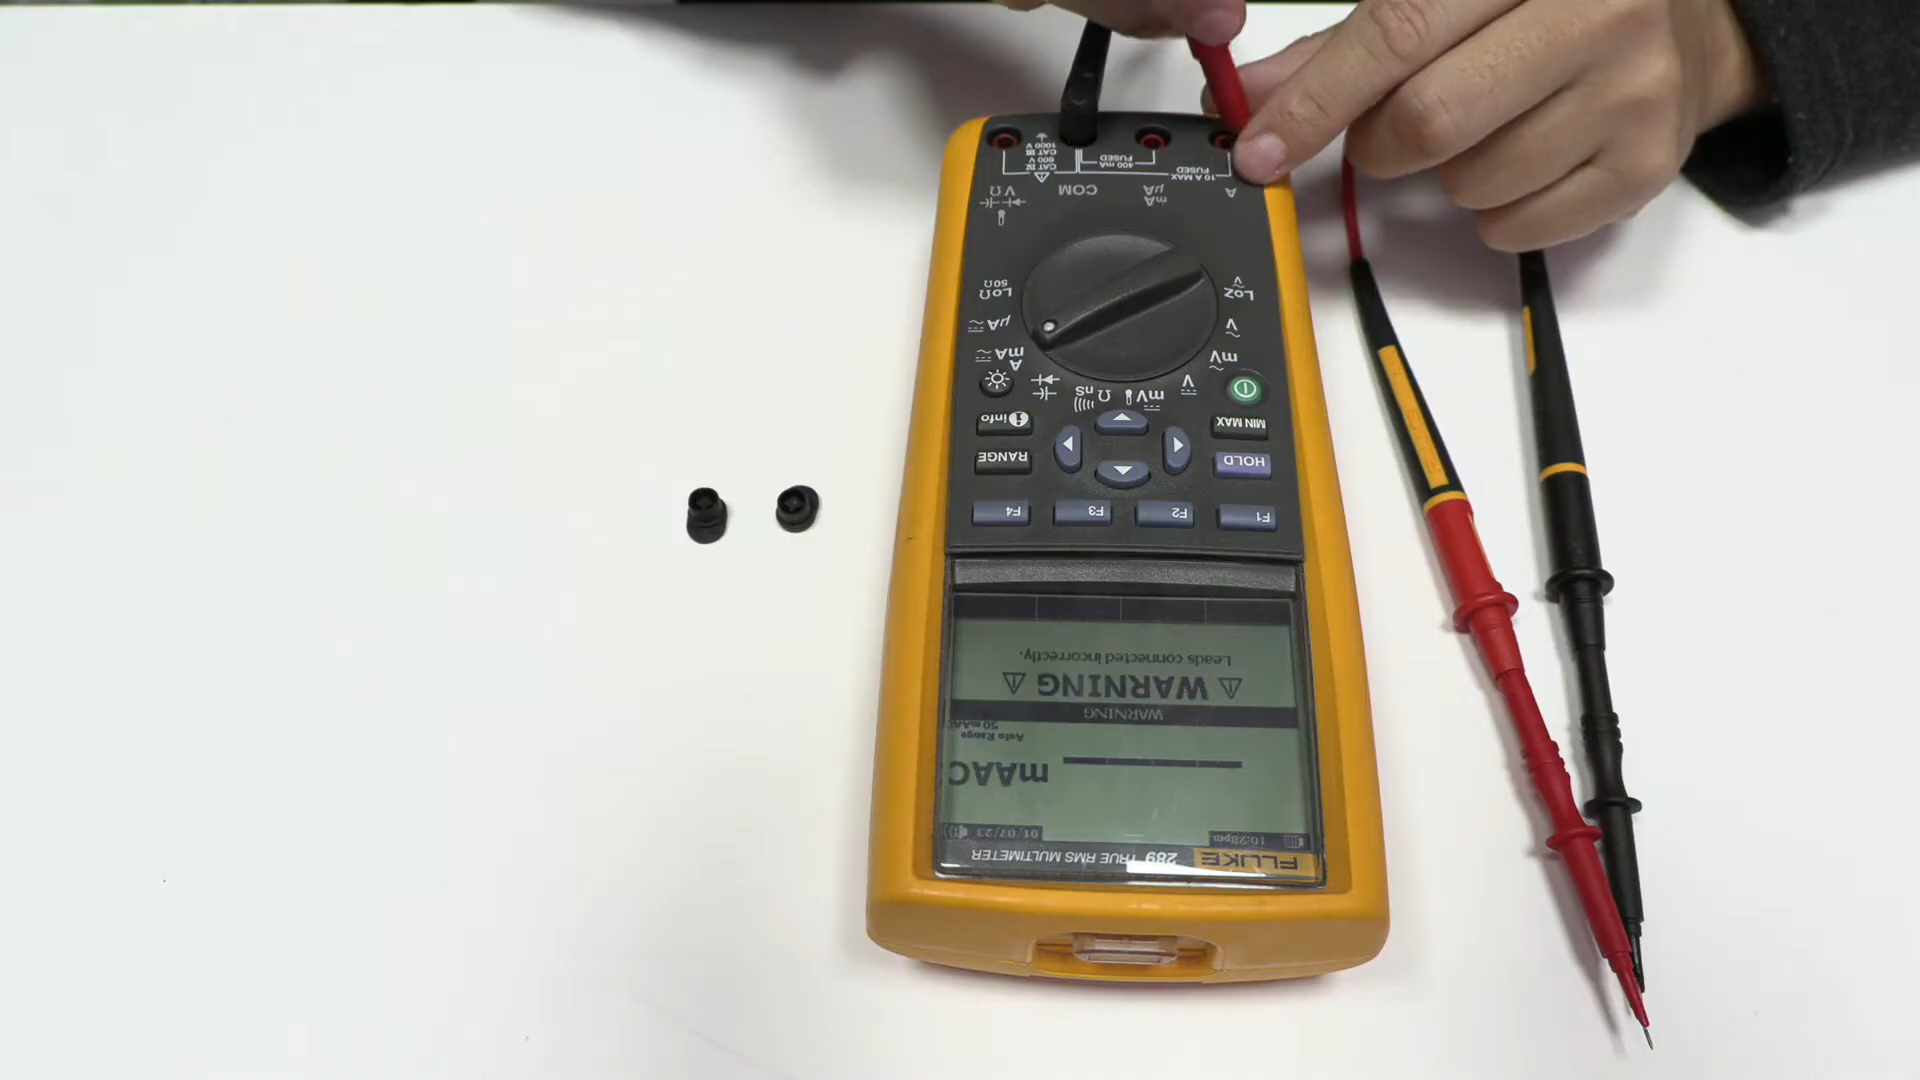 FLUKE 289 TRUE RMS MULTIMETER
10:28pm 01/07/23
mAAC
Auto Range
WARNING
⚠ WARNING ⚠
Leads connected incorrectly.
F1 F2 F3 F4
HOLD RANGE
MIN MAX info
V mV Ω nS
mV mA A
V μA
LoZ V LoΩ 50Ω
A mA μA COM V Ω
10 A MAX FUSED
400 mA FUSED
CAT IV 600 V
CAT III 1000 V